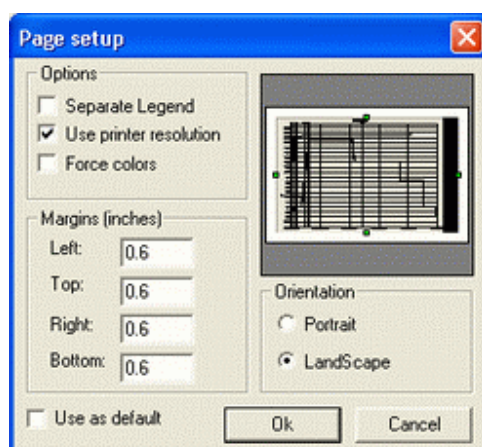 Page setup
Options
Separate Legend
Use printer resolution
Force colors
Margins (inches)
Left: 0.6
Top: 0.6
Right: 0.6
Bottom: 0.6
Orientation
Portrait
LandScape
Use as default
Ok
Cancel